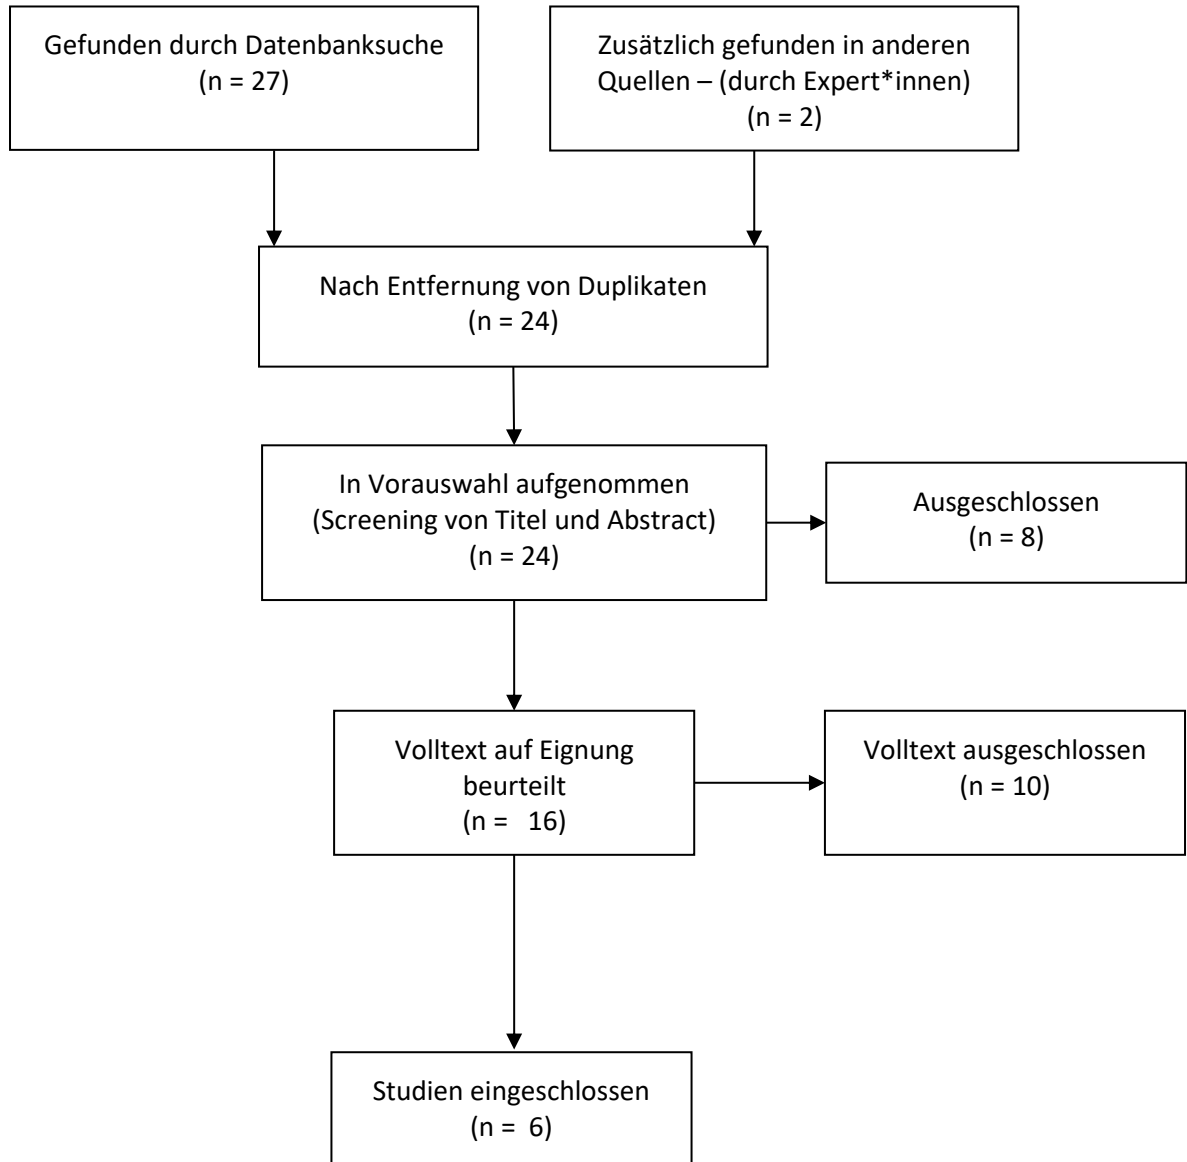 Gefunden durch Datenbanksuche
(n = 27)
Zusätzlich gefunden in anderen
Quellen – (durch Expert*innen)
(n = 2)
Nach Entfernung von Duplikaten
(n = 24)
In Vorauswahl aufgenommen
(Screening von Titel und Abstract)
(n = 24)
Ausgeschlossen
(n = 8)
Volltext auf Eignung
beurteilt
(n = 16)
Volltext ausgeschlossen
(n = 10)
Studien eingeschlossen
(n = 6)